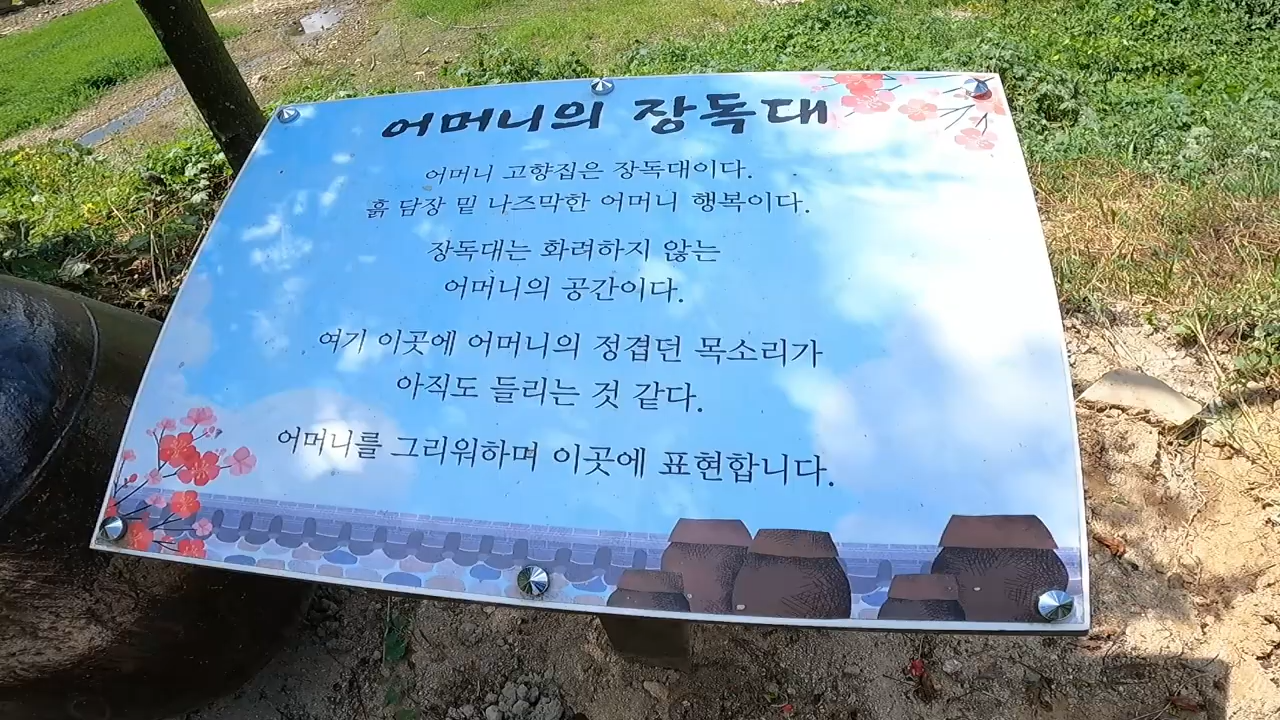 어머니의 장독대
어머니 고향집은 장독대이다.
흙 담장 밑 나즈막한 어머니 행복이다.
장독대는 화려하지 않는
어머니의 공간이다.
여기 이곳에 어머니의 정겹던 목소리가
아직도 들리는 것 같다.
어머니를 그리워하며 이곳에 표현합니다.